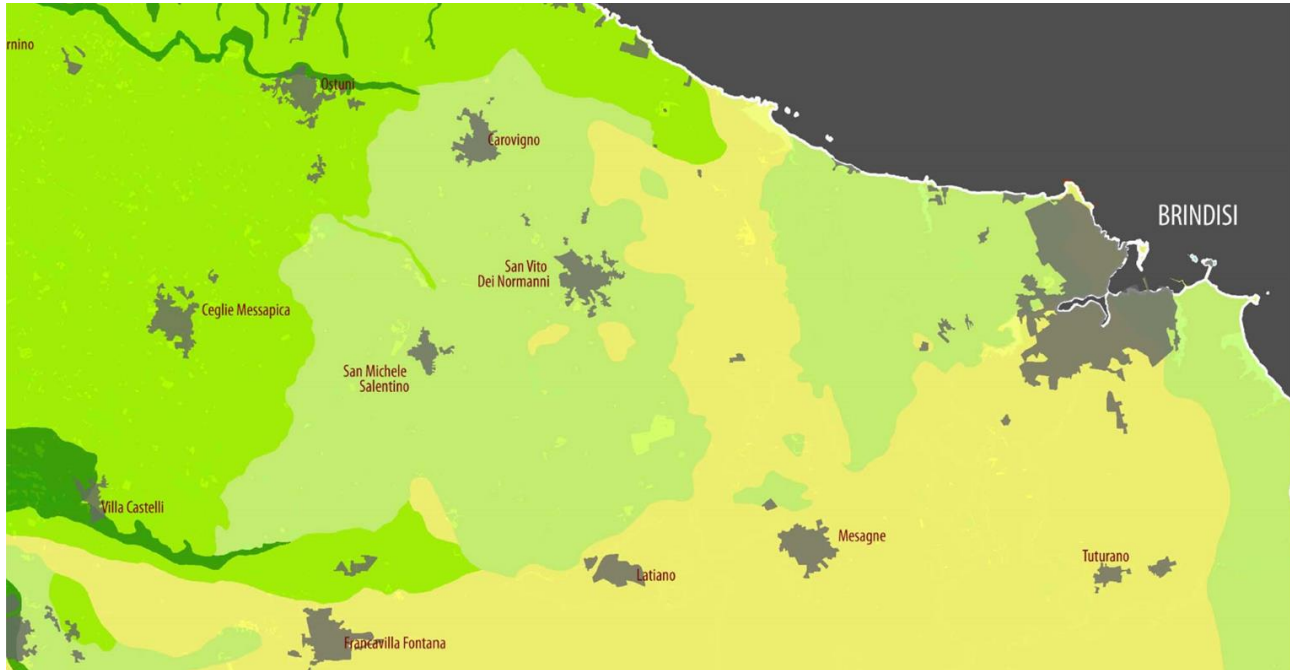 rnino
Ostuni
Carovigno
BRINDISI
San Vito
Dei Normanni
Ceglie Messapica
San Michele
Salentino
Villa Castelli
Mesagne
Tuturano
Latiano
Francavilla Fontana